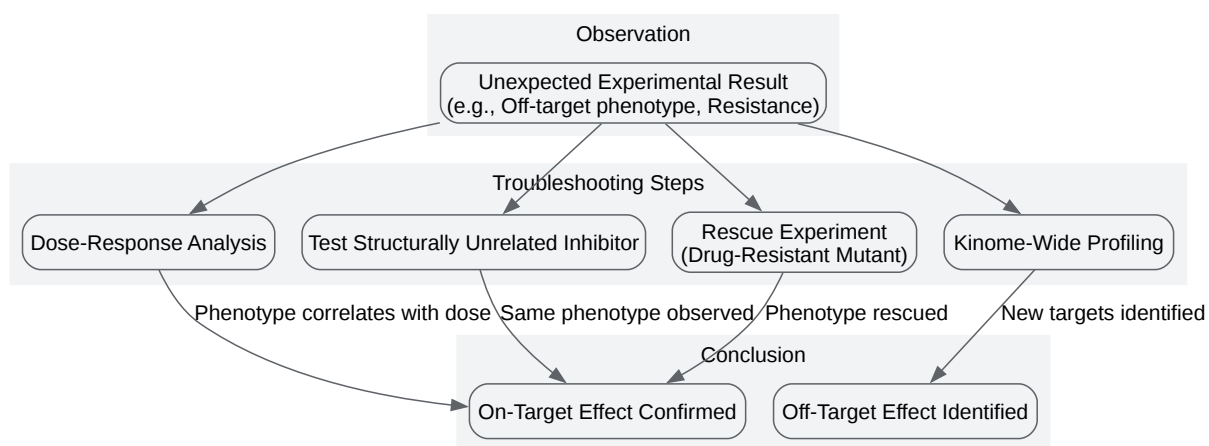 Observation
Unexpected Experimental Result
(e.g., Off-target phenotype, Resistance)
Troubleshooting Steps
Dose-Response Analysis
Test Structurally Unrelated Inhibitor
Rescue Experiment
(Drug-Resistant Mutant)
Kinome-Wide Profiling
Phenotype correlates with dose
Same phenotype observed
Phenotype rescued
New targets identified
Conclusion
On-Target Effect Confirmed
Off-Target Effect Identified